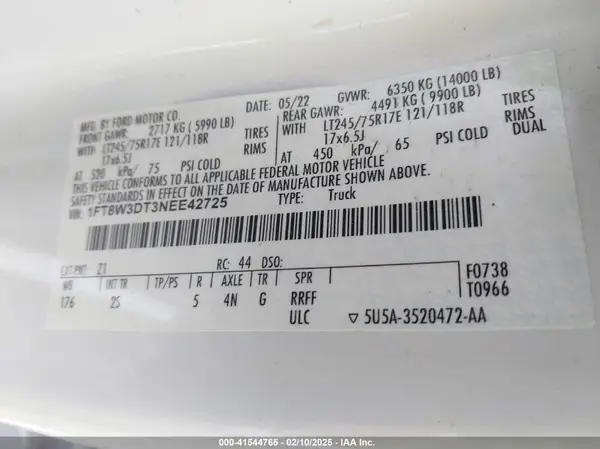 MFG. BY FORD MOTOR CO.
DATE: 05/22 GVWR: 6350 KG (14000 LB)
FRONT GAWR: 2717 KG (5990 LB)
REAR GAWR: 4491 KG (9900 LB)
WITH LT245/75R17E 121/118R TIRES
WITH LT245/75R17E 121/118R TIRES
17x6.5J RIMS
17x6.5J RIMS
AT 520 kPa/ 75 PSI COLD
AT 450 kPa/ 65 PSI COLD DUAL
THIS VEHICLE CONFORMS TO ALL APPLICABLE FEDERAL MOTOR VEHICLE
SAFETY STANDARDS IN EFFECT ON THE DATE OF MANUFACTURE SHOWN ABOVE.
VIN: 1FT8W3DT3NEE42725
TYPE: Truck
EXT PNT: Z1 RC: 44 DSO:
WB INT TR TP/PS R AXLE TR SPR
176 2S 5 4N G RRFF
ULC
F0738
T0966
▽ 5U5A-3520472-AA
000-41544765 - 02/10/2025 - IAA Inc.